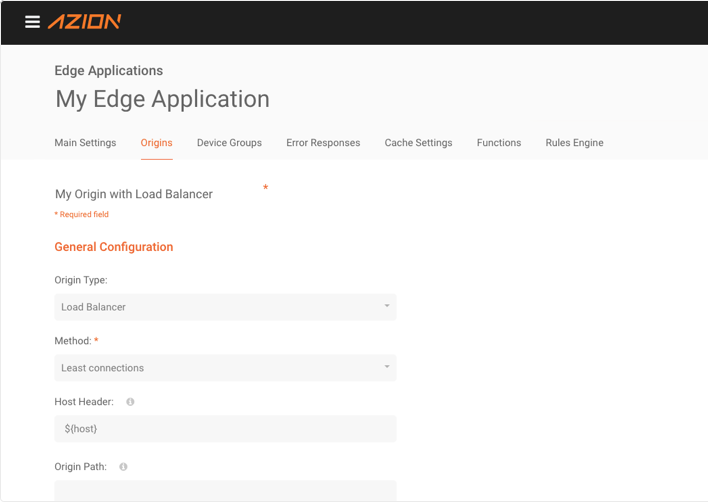 AZION
Edge Applications
My Edge Application
Main Settings Origins Device Groups Error Responses Cache Settings Functions Rules Engine
My Origin with Load Balancer *
* Required field
General Configuration
Origin Type:
Load Balancer
Method: *
Least connections
Host Header:
${host}
Origin Path: